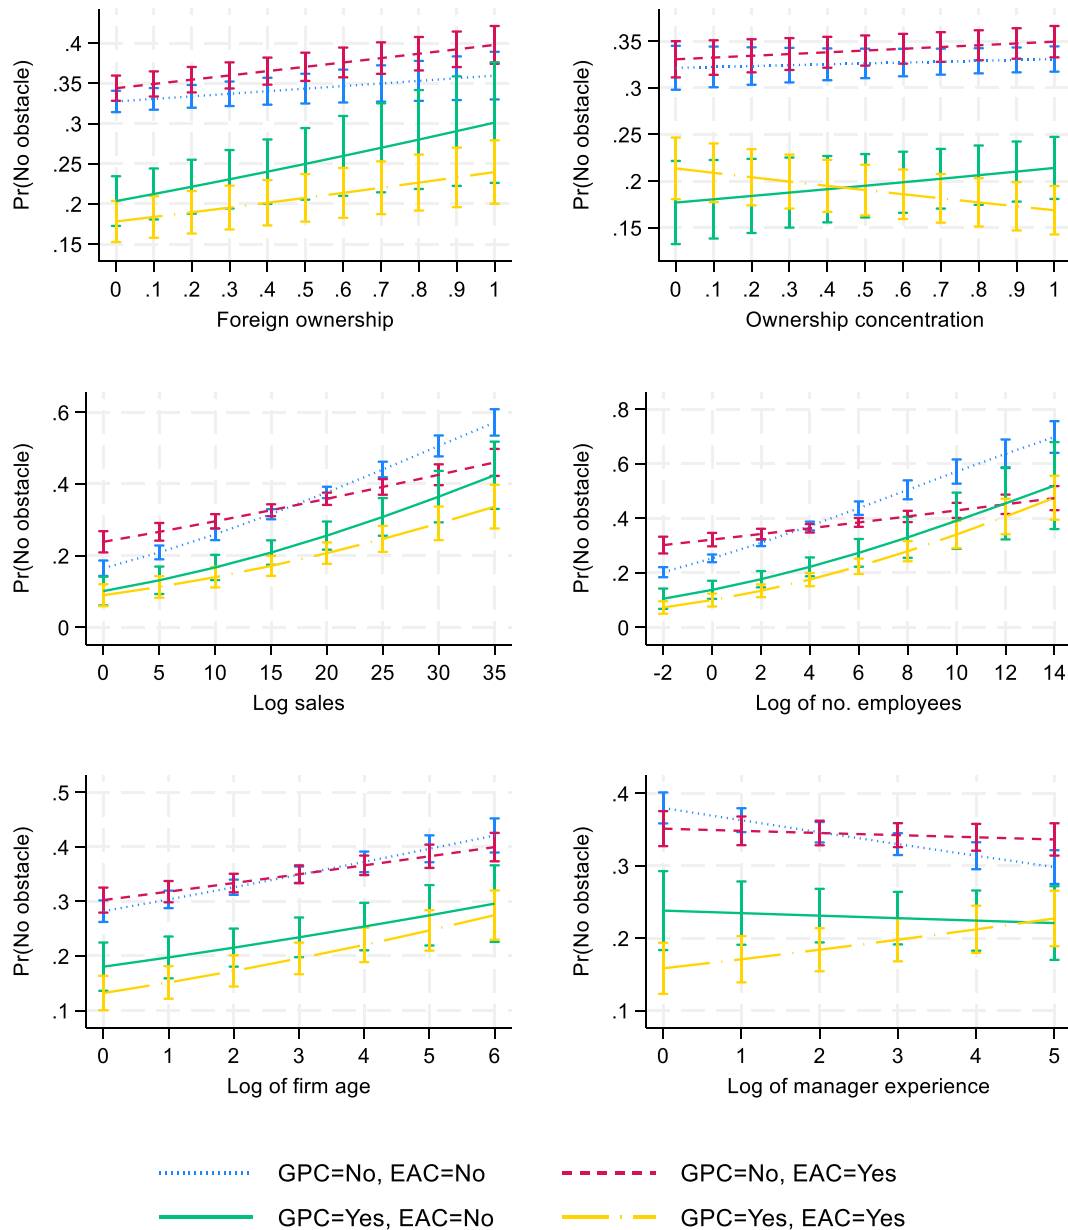 Pr(No obstacle)
.4
.35
.3
.25
.2
.15
0 .1 .2 .3 .4 .5 .6 .7 .8 .9 1
Foreign ownership
Pr(No obstacle)
.35
.3
.25
.2
.15
0 .1 .2 .3 .4 .5 .6 .7 .8 .9 1
Ownership concentration
Pr(No obstacle)
.6
.4
.2
0
0 5 10 15 20 25 30 35
Log sales
Pr(No obstacle)
.8
.6
.4
.2
0
-2 0 2 4 6 8 10 12 14
Log of no. employees
Pr(No obstacle)
.5
.4
.3
.2
.1
0 1 2 3 4 5 6
Log of firm age
Pr(No obstacle)
.4
.3
.2
.1
0 1 2 3 4 5
Log of manager experience
GPC=No, EAC=No GPC=No, EAC=Yes
GPC=Yes, EAC=No GPC=Yes, EAC=Yes